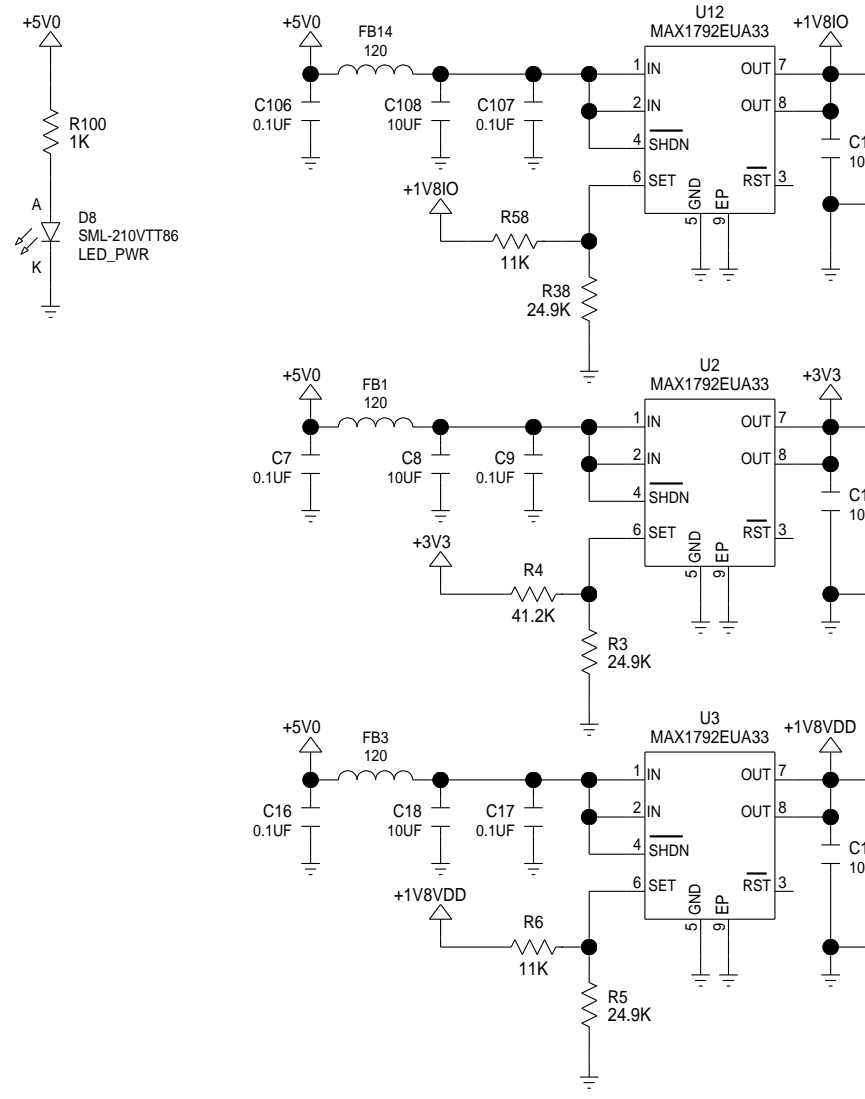 +5V0
R100
1K
A
D8
SML-210VTT86
LED_PWR
K
+5V0
FB14
120
C106
0.1UF
C108
10UF
C107
0.1UF
U12
MAX1792EUA33
1 IN
2 IN
4 SHDN
6 SET
OUT 7
OUT 8
RST 3
5 GND
9 EP
+1V8IO
C1
10
+1V8IO
R58
11K
R38
24.9K
+5V0
FB1
120
C7
0.1UF
C8
10UF
C9
0.1UF
U2
MAX1792EUA33
1 IN
2 IN
4 SHDN
6 SET
OUT 7
OUT 8
RST 3
5 GND
9 EP
+3V3
C1
10
+3V3
R4
41.2K
R3
24.9K
+5V0
FB3
120
C16
0.1UF
C18
10UF
C17
0.1UF
U3
MAX1792EUA33
1 IN
2 IN
4 SHDN
6 SET
OUT 7
OUT 8
RST 3
5 GND
9 EP
+1V8VDD
C1
10
+1V8VDD
R6
11K
R5
24.9K